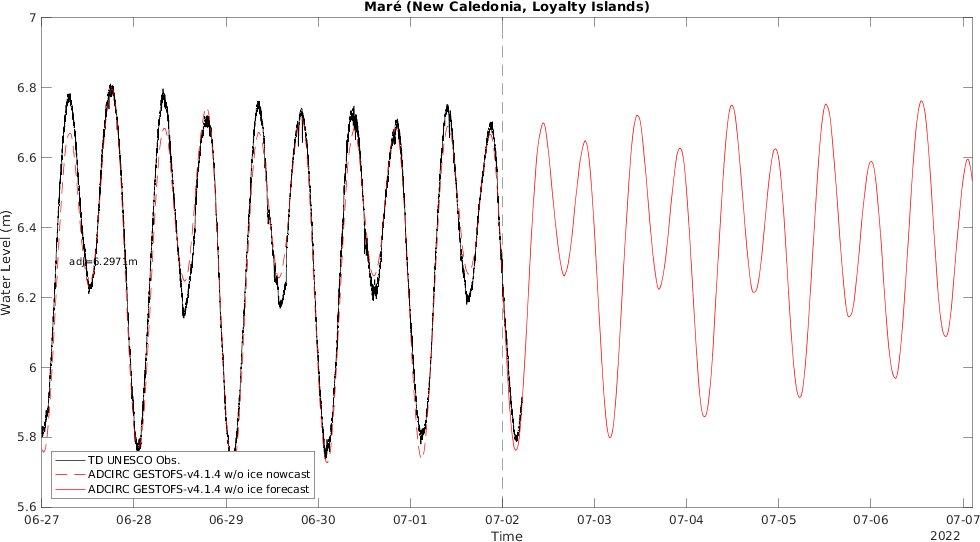 Maré (New Caledonia, Loyalty Islands)
7
6.8
6.6
6.4
6.2
6
5.8
5.6
Water Level (m)
adj=6.2971m
TD UNESCO Obs.
ADCIRC GESTOFS-v4.1.4 w/o ice nowcast
ADCIRC GESTOFS-v4.1.4 w/o ice forecast
06-27 06-28 06-29 06-30 07-01 07-02 07-03 07-04 07-05 07-06 07-07
Time
2022